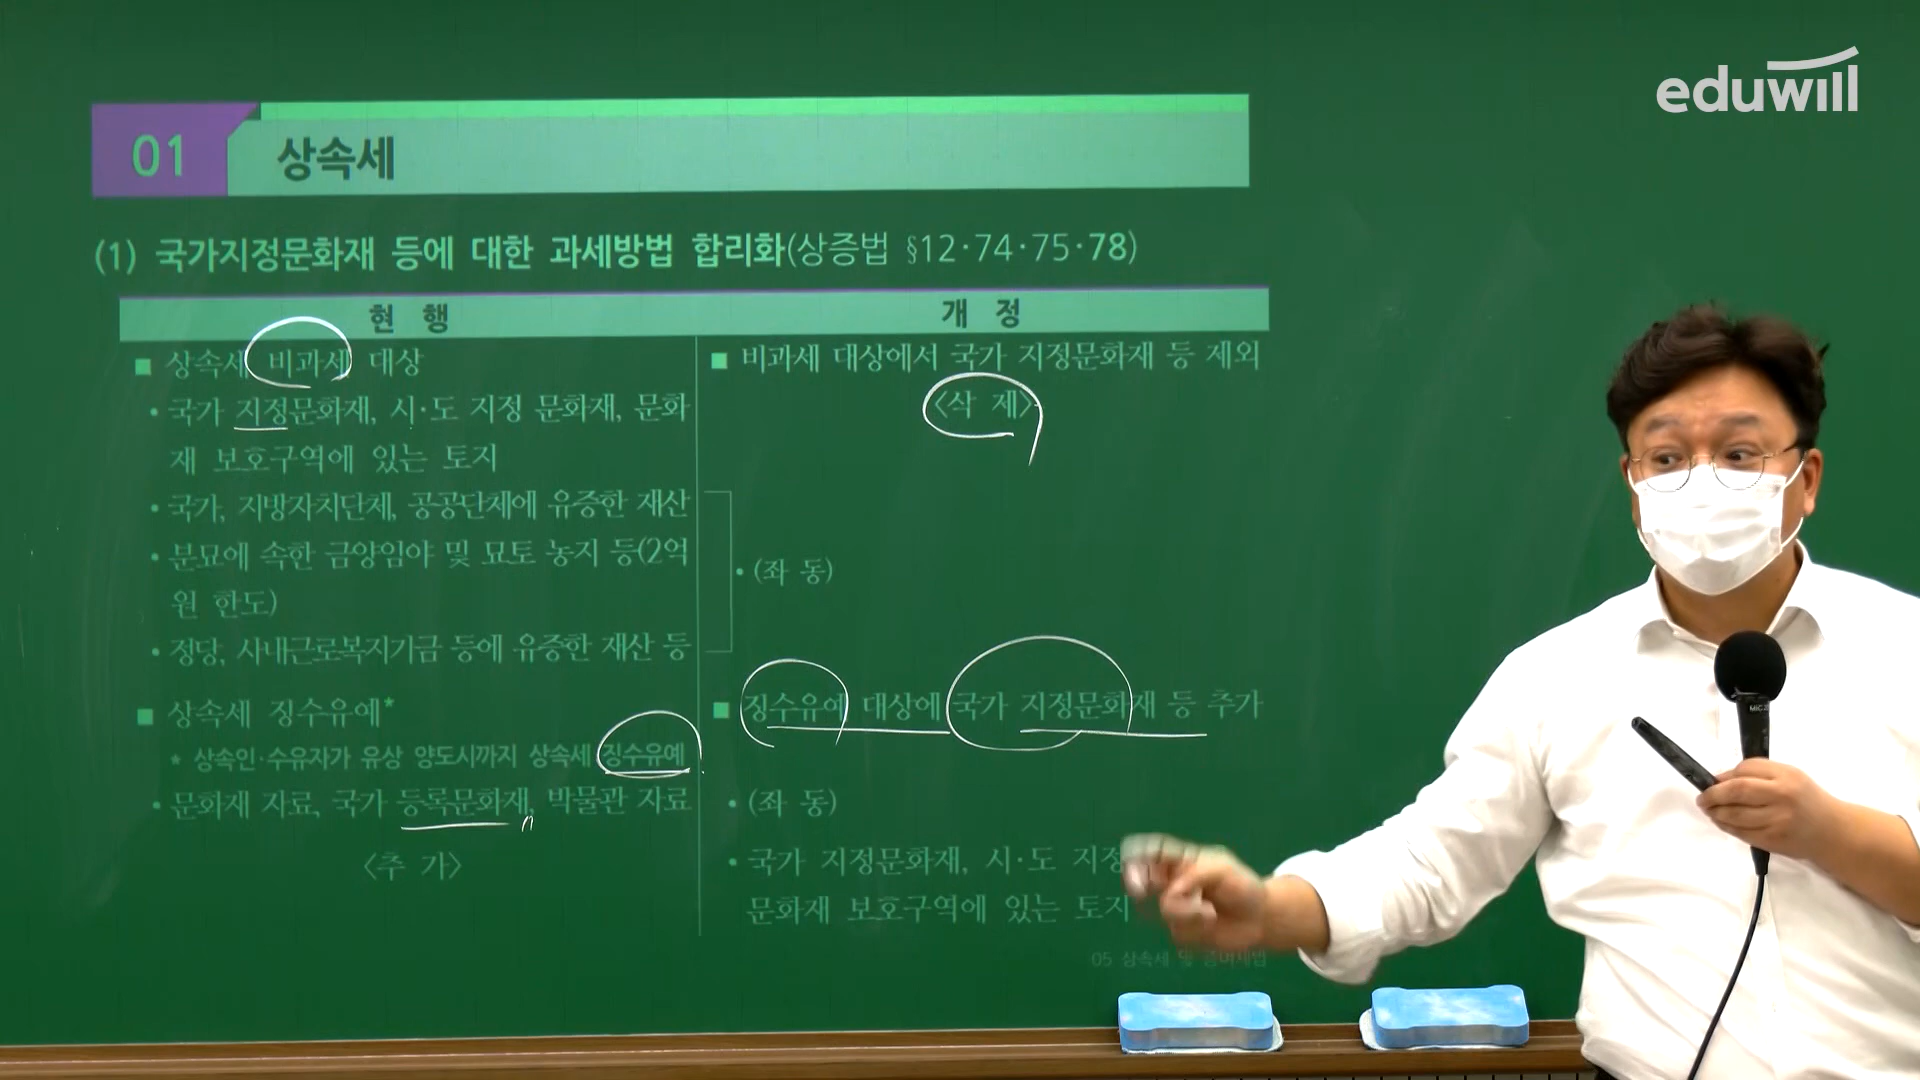 eduwill
01 상속세
(1) 국가지정문화재 등에 대한 과세방법 합리화(상증법 §12·74·75·78)
현 행
■ 상속세 비과세 대상
• 국가 지정문화재, 시·도 지정 문화재, 문화
재 보호구역에 있는 토지
• 국가, 지방자치단체, 공공단체에 유증한 재산
• 분묘에 속한 금양임야 및 묘토 농지 등(2억
원 한도)
• 정당, 사내근로복지기금 등에 유증한 재산 등
■ 상속세 징수유예*
* 상속인·수유자가 유상 양도시까지 상속세 징수유예
• 문화재 자료, 국가 등록문화재, 박물관 자료
<추 가>
개 정
■ 비과세 대상에서 국가 지정문화재 등 제외
<삭 제>
• (좌 동)
■ 징수유예 대상에 국가 지정문화재 등 추가
• (좌 동)
• 국가 지정문화재, 시·도 지정
문화재 보호구역에 있는 토지
05 상속세 및 증여세법
MIC